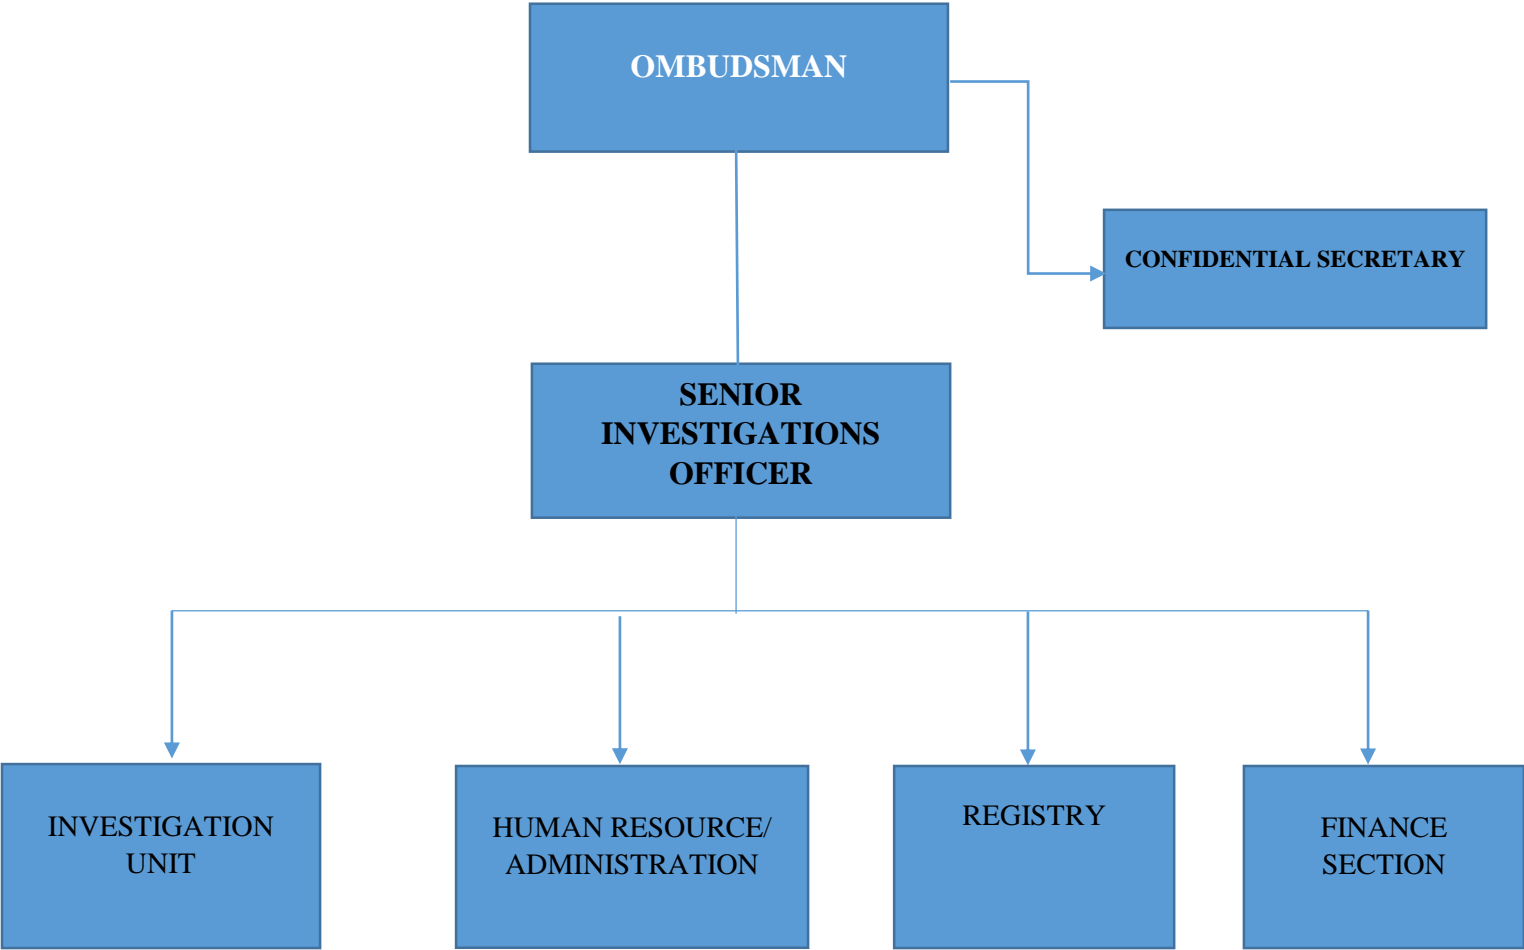 OMBUDSMAN
CONFIDENTIAL SECRETARY
SENIOR
INVESTIGATIONS
OFFICER
INVESTIGATION
UNIT
HUMAN RESOURCE/
ADMINISTRATION
REGISTRY
FINANCE
SECTION